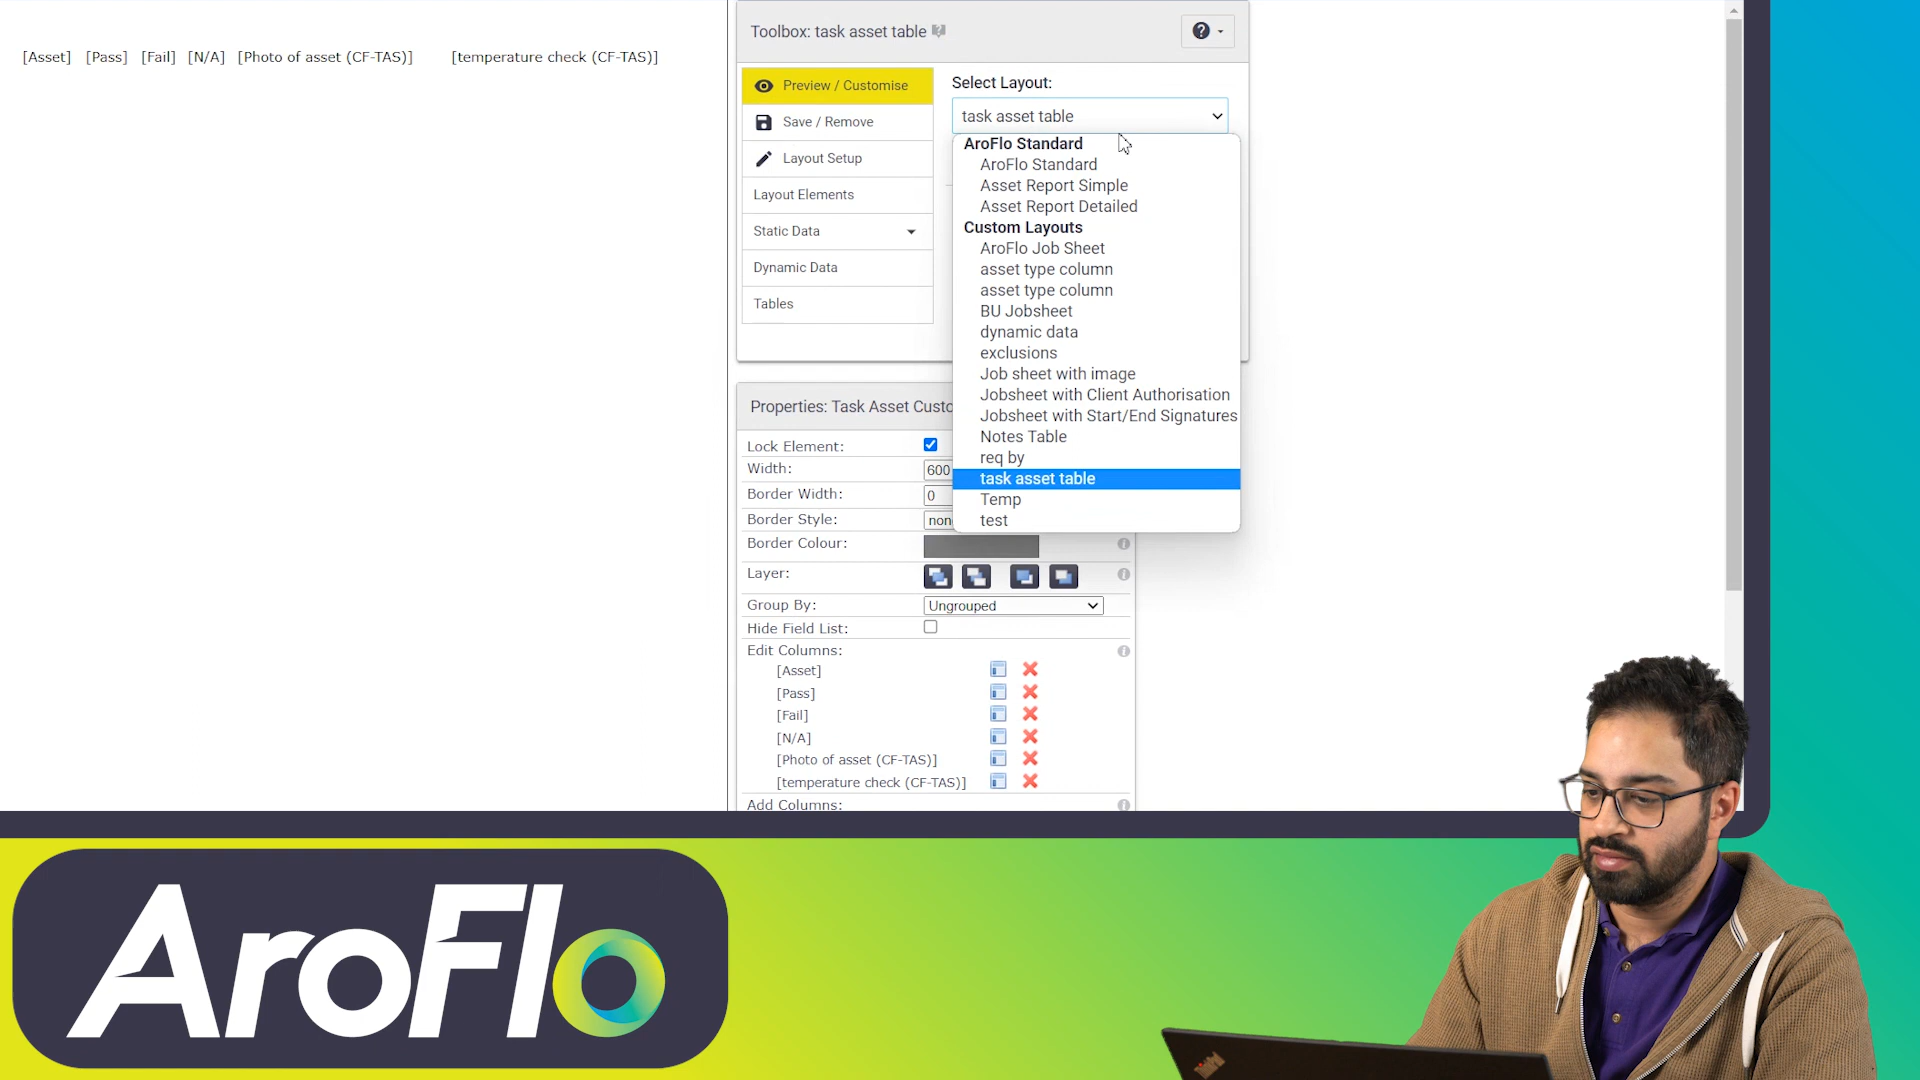 [Asset] [Pass] [Fail] [N/A] [Photo of asset (CF-TAS)] [temperature check (CF-TAS)]
Toolbox: task asset table
Preview / Customise
Save / Remove
Layout Setup
Layout Elements
Static Data
Dynamic Data
Tables
Select Layout:
task asset table
AroFlo Standard
AroFlo Standard
Asset Report Simple
Asset Report Detailed
Custom Layouts
AroFlo Job Sheet
asset type column
asset type column
BU Jobsheet
dynamic data
exclusions
Job sheet with image
Jobsheet with Client Authorisation
Jobsheet with Start/End Signatures
Notes Table
req by
task asset table
Temp
test
Properties: Task Asset Custo
Lock Element:
Width: 600
Border Width: 0
Border Style: non
Border Colour:
Layer:
Group By: Ungrouped
Hide Field List:
Edit Columns:
[Asset]
[Pass]
[Fail]
[N/A]
[Photo of asset (CF-TAS)]
[temperature check (CF-TAS)]
Add Columns:
AroFlo
ThinkPad